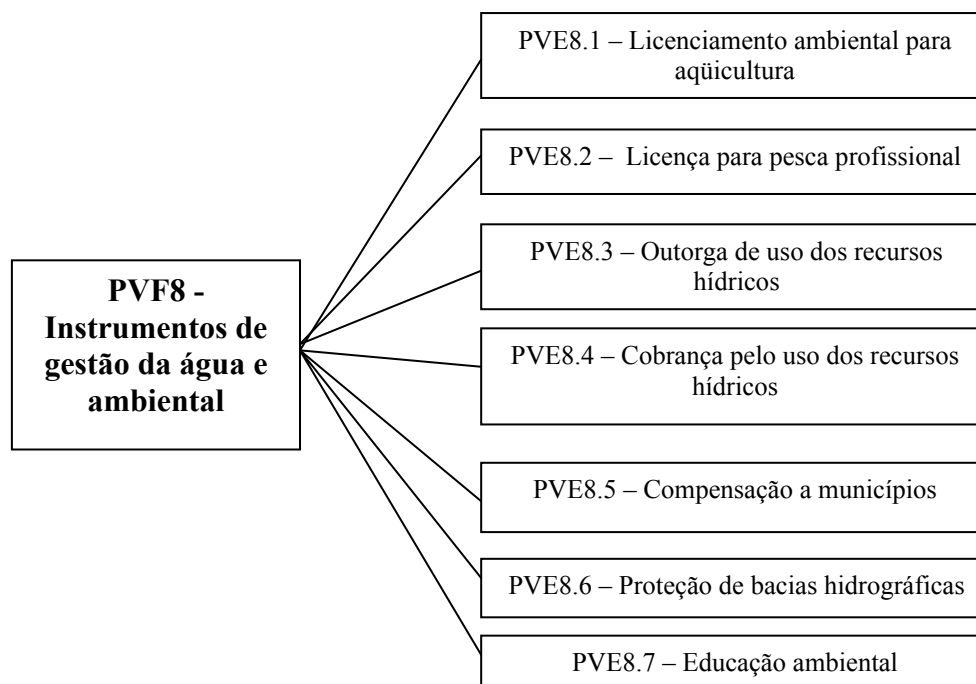 PVE8.1 – Licenciamento ambiental para
aqüicultura
PVE8.2 – Licença para pesca profissional
PVE8.3 – Outorga de uso dos recursos
hídricos
PVF8 -
Instrumentos de
gestão da água e
ambiental
PVE8.4 – Cobrança pelo uso dos recursos
hídricos
PVE8.5 – Compensação a municípios
PVE8.6 – Proteção de bacias hidrográficas
PVE8.7 – Educação ambiental